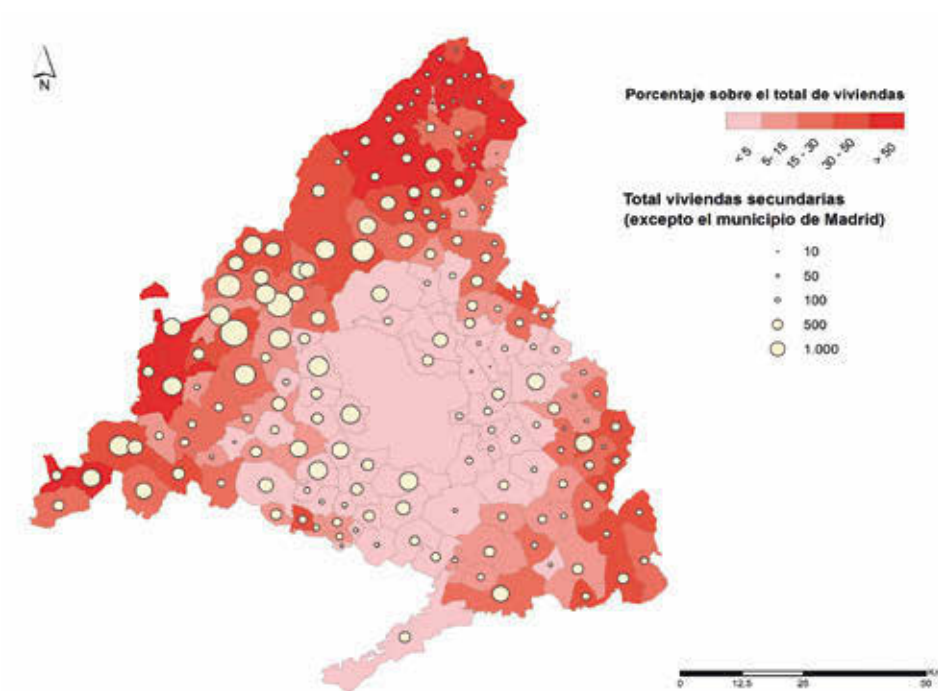 N
Porcentaje sobre el total de viviendas
< 5
5- 15
15 - 30
30 - 50
> 50
Total viviendas secundarias
(excepto el municipio de Madrid)
10
50
100
500
1.000
0
12,5
25
50